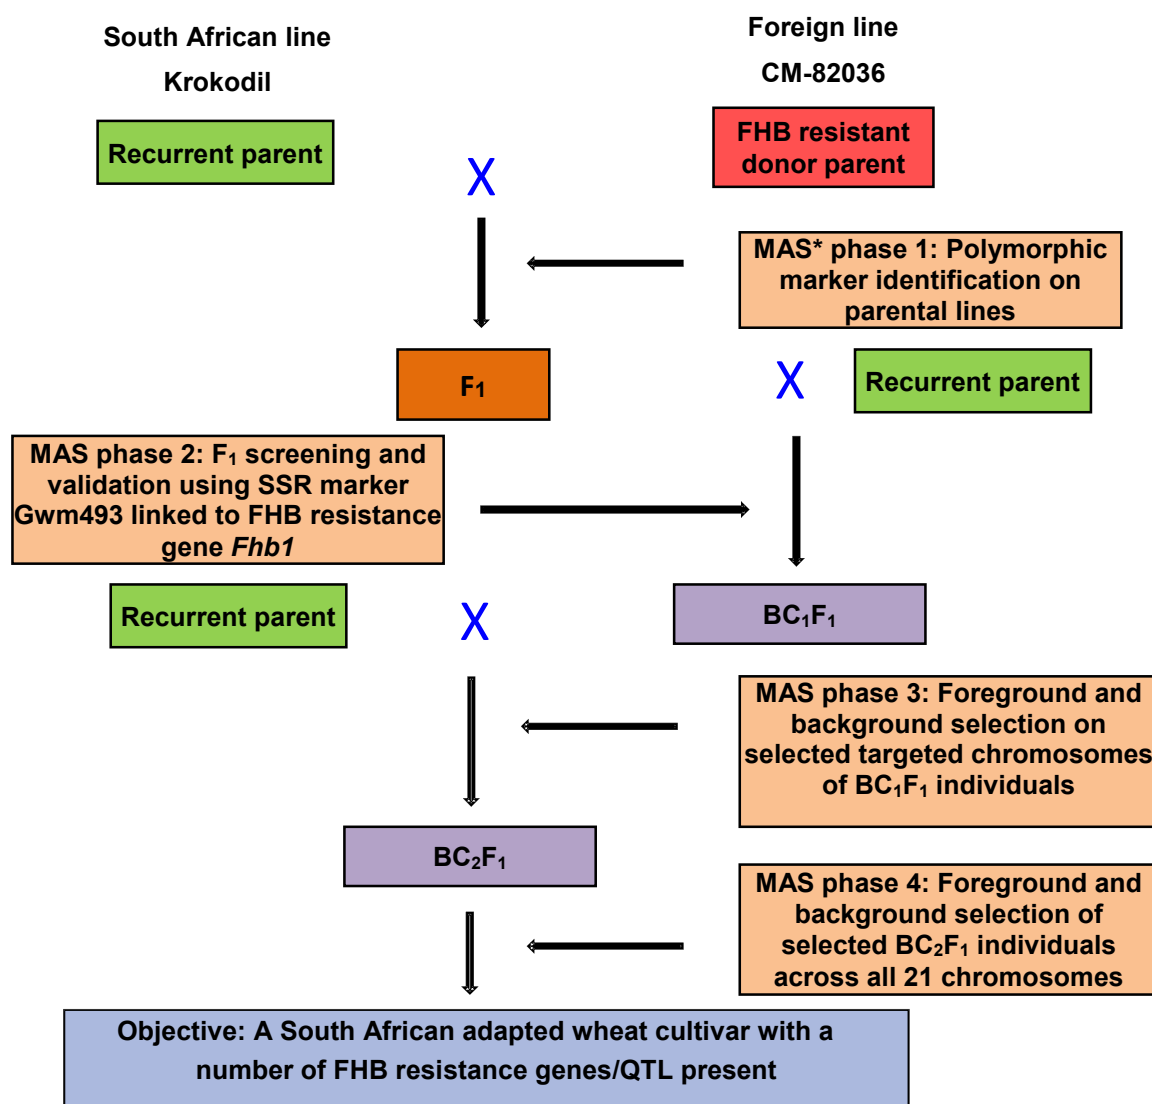 South African line
Krokodil
Foreign line
CM-82036
Recurrent parent
X
FHB resistant
donor parent
MAS* phase 1: Polymorphic
marker identification on
parental lines
F₁
X
Recurrent parent
MAS phase 2: F₁ screening and
validation using SSR marker
Gwm493 linked to FHB resistance
gene Fhb1
Recurrent parent
X
BC₁F₁
MAS phase 3: Foreground and
background selection on
selected targeted chromosomes
of BC₁F₁ individuals
BC₂F₁
MAS phase 4: Foreground and
background selection of
selected BC₂F₁ individuals
across all 21 chromosomes
Objective: A South African adapted wheat cultivar with a
number of FHB resistance genes/QTL present